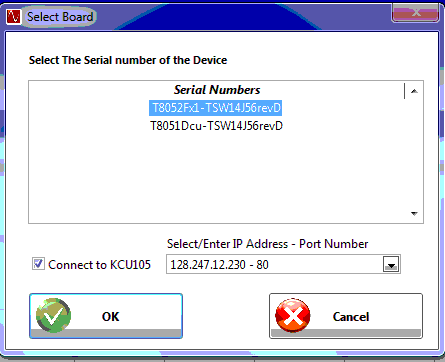 Select Board
Select The Serial number of the Device
Serial Numbers
T8052Fx1-TSW14J56revD
T8051Dcu-TSW14J56revD
Select/Enter IP Address - Port Number
Connect to KCU105
128.247.12.230 - 80
OK
Cancel